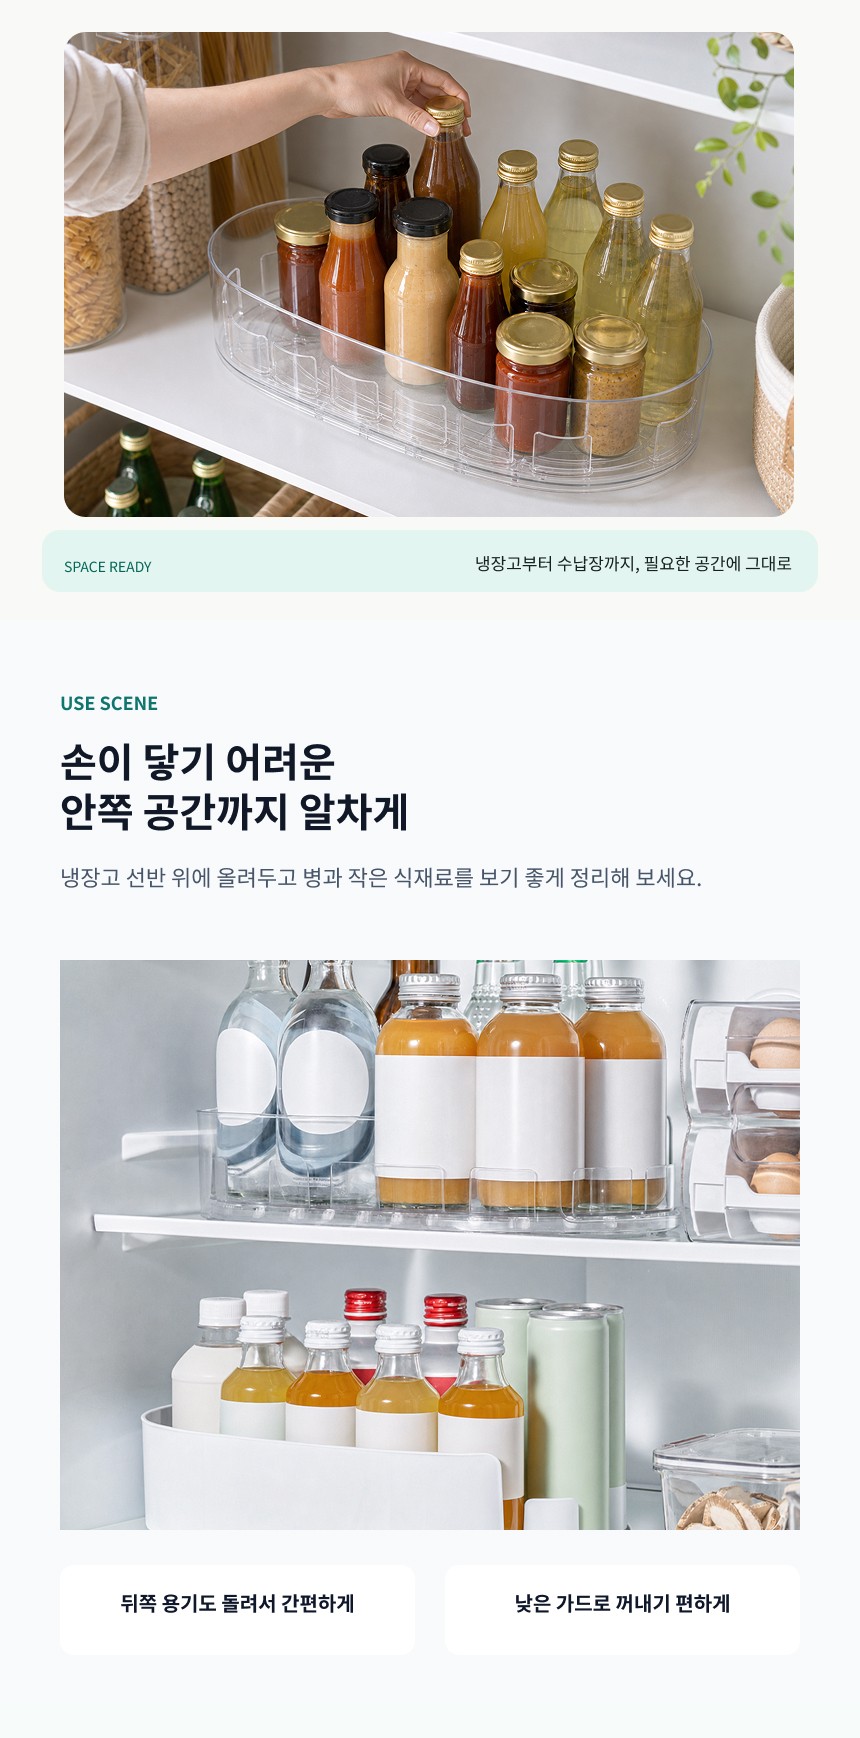 SPACE READY
냉장고부터 수납장까지, 필요한 공간에 그대로
USE SCENE
손이 닿기 어려운
안쪽 공간까지 알차게
냉장고 선반 위에 올려두고 병과 작은 식재료를 보기 좋게 정리해 보세요.
뒤쪽 용기도 돌려서 간편하게
낮은 가드로 꺼내기 편하게